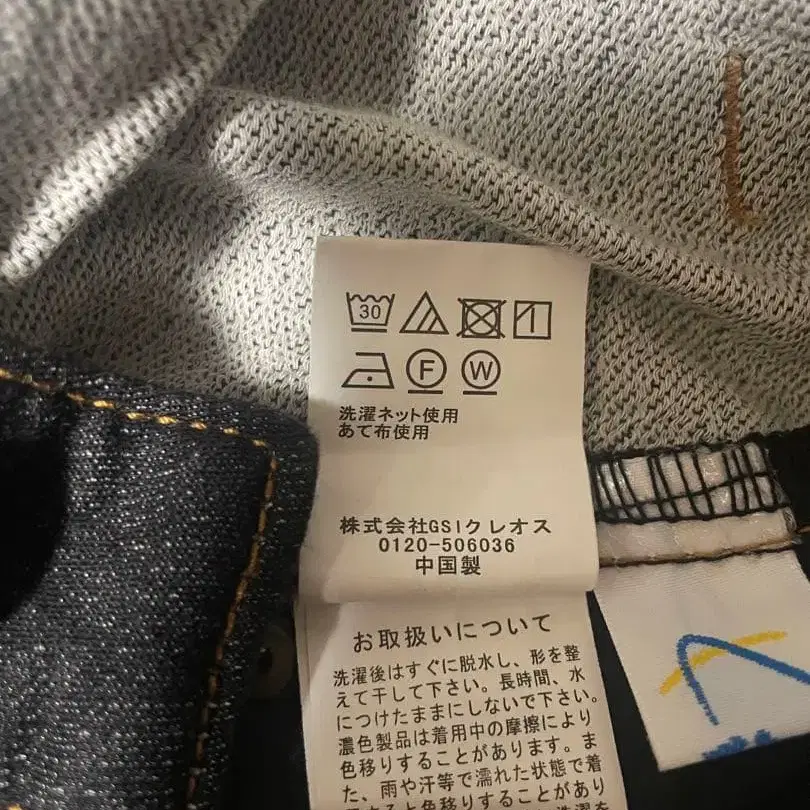 30
F W
洗濯ネット使用
あて布使用
株式会社GSIクレオス
0120-506036
中国製
お取扱いについて
洗濯後はすぐに脱水し、形を整
えて干して下さい。長時間、水
につけたままにしないで下さい。
濃色製品は着用中の摩擦により
色移りすることがあります。ま
た、雨や汗等で濡れた状態で着